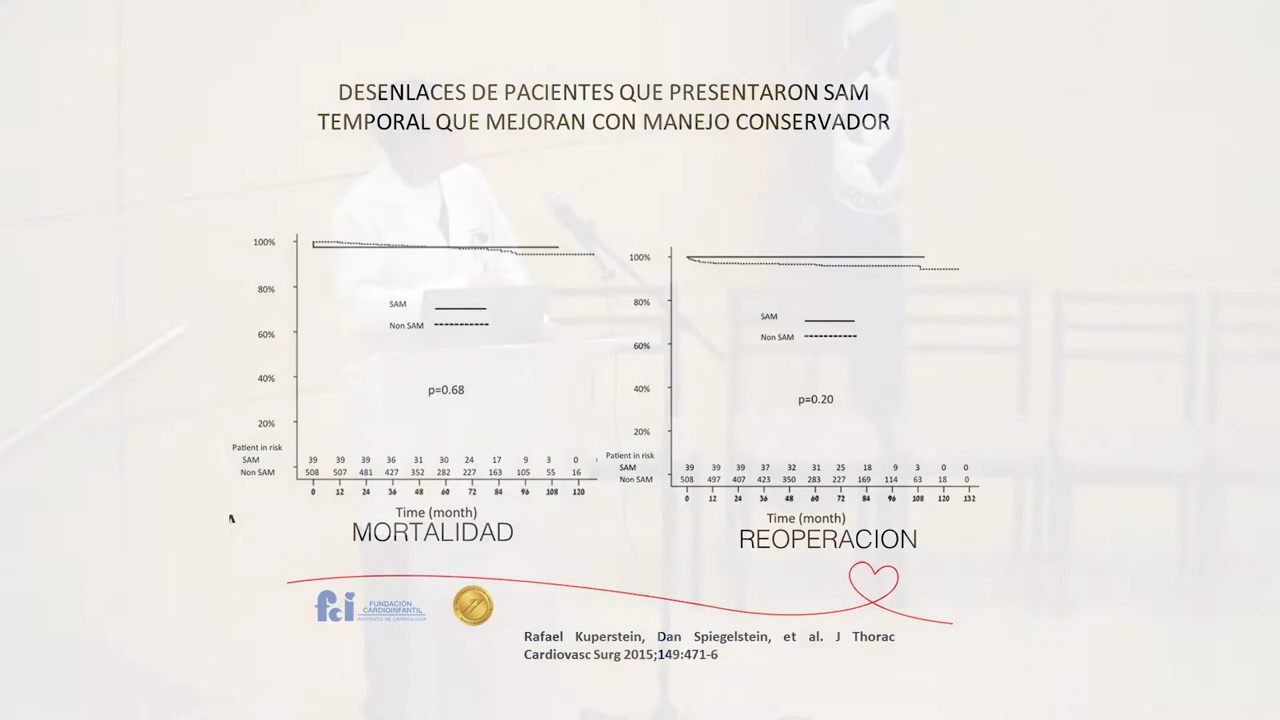 DESENLACES DE PACIENTES QUE PRESENTARON SAM
TEMPORAL QUE MEJORAN CON MANEJO CONSERVADOR
100%
80%
60%
40%
20%
SAM
Non SAM
p=0.68
Patient in risk
SAM 39 39 39 36 31 30 24 17 9 3 0
Non SAM 508 507 481 427 352 282 227 163 105 55 16
0 12 24 36 48 60 72 84 96 108 120
Time (month)
MORTALIDAD
100%
80%
60%
40%
20%
SAM
Non SAM
p=0.20
Patient in risk
SAM 39 39 39 37 32 31 25 18 9 3 0 0
Non SAM 508 497 407 423 350 283 227 169 114 63 18 0
0 12 24 36 48 60 72 84 96 108 120 132
Time (month)
REOPERACION
fci
FUNDACIÓN
CARDIOINFANTIL
INSTITUTO DE CARDIOLOGÍA
Rafael Kuperstein, Dan Spiegelstein, et al. J Thorac
Cardiovasc Surg 2015;149:471-6